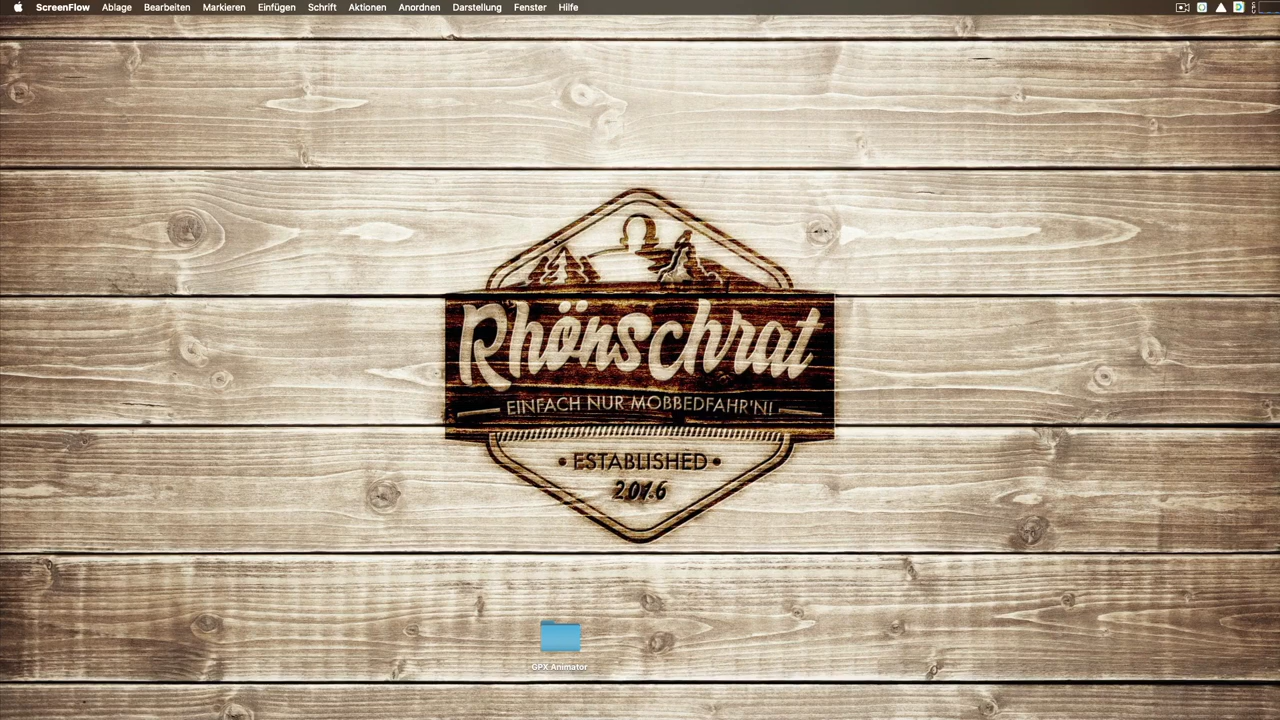 ScreenFlow Ablage Bearbeiten Markieren Einfügen Schrift Aktionen Anordnen Darstellung Fenster Hilfe
Rhönschrat
EINFACH NUR MOBBEDFAHR'N!
• ESTABLISHED •
2016
GPX Animator